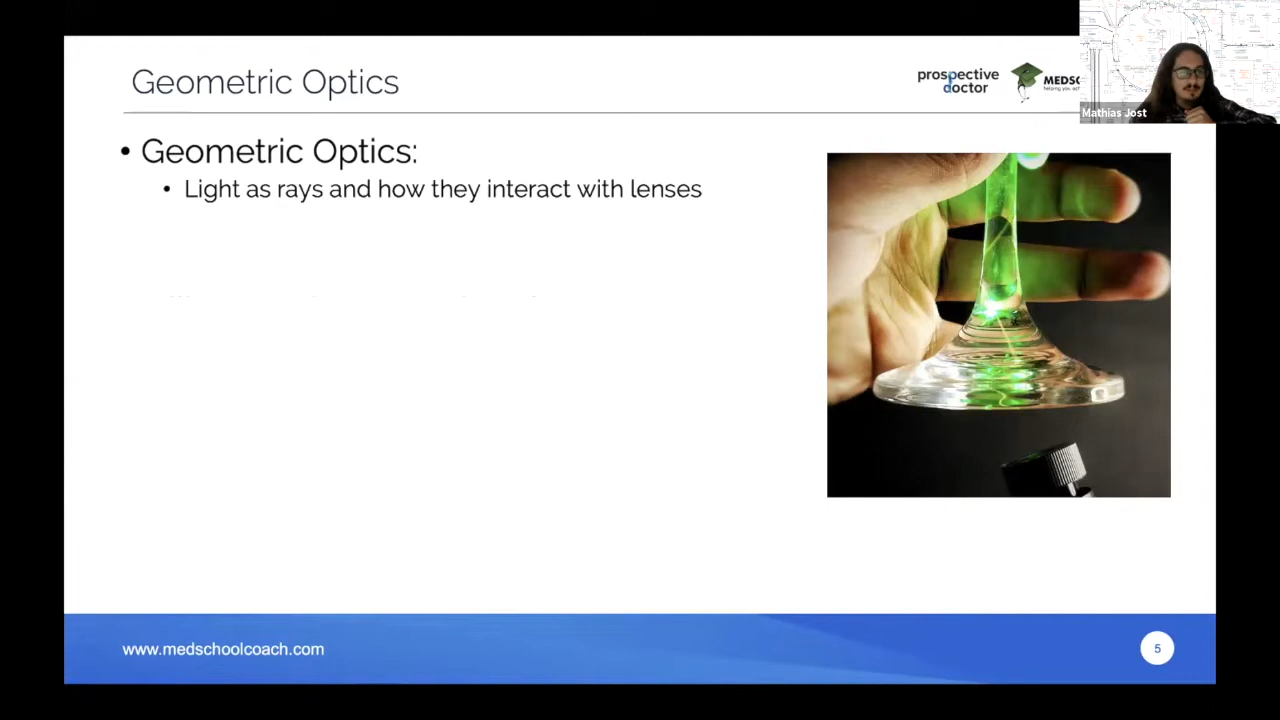 Geometric Optics
prospective
doctor
MEDSC
Mathias Jost
• Geometric Optics:
• Light as rays and how they interact with lenses
www.medschoolcoach.com
5